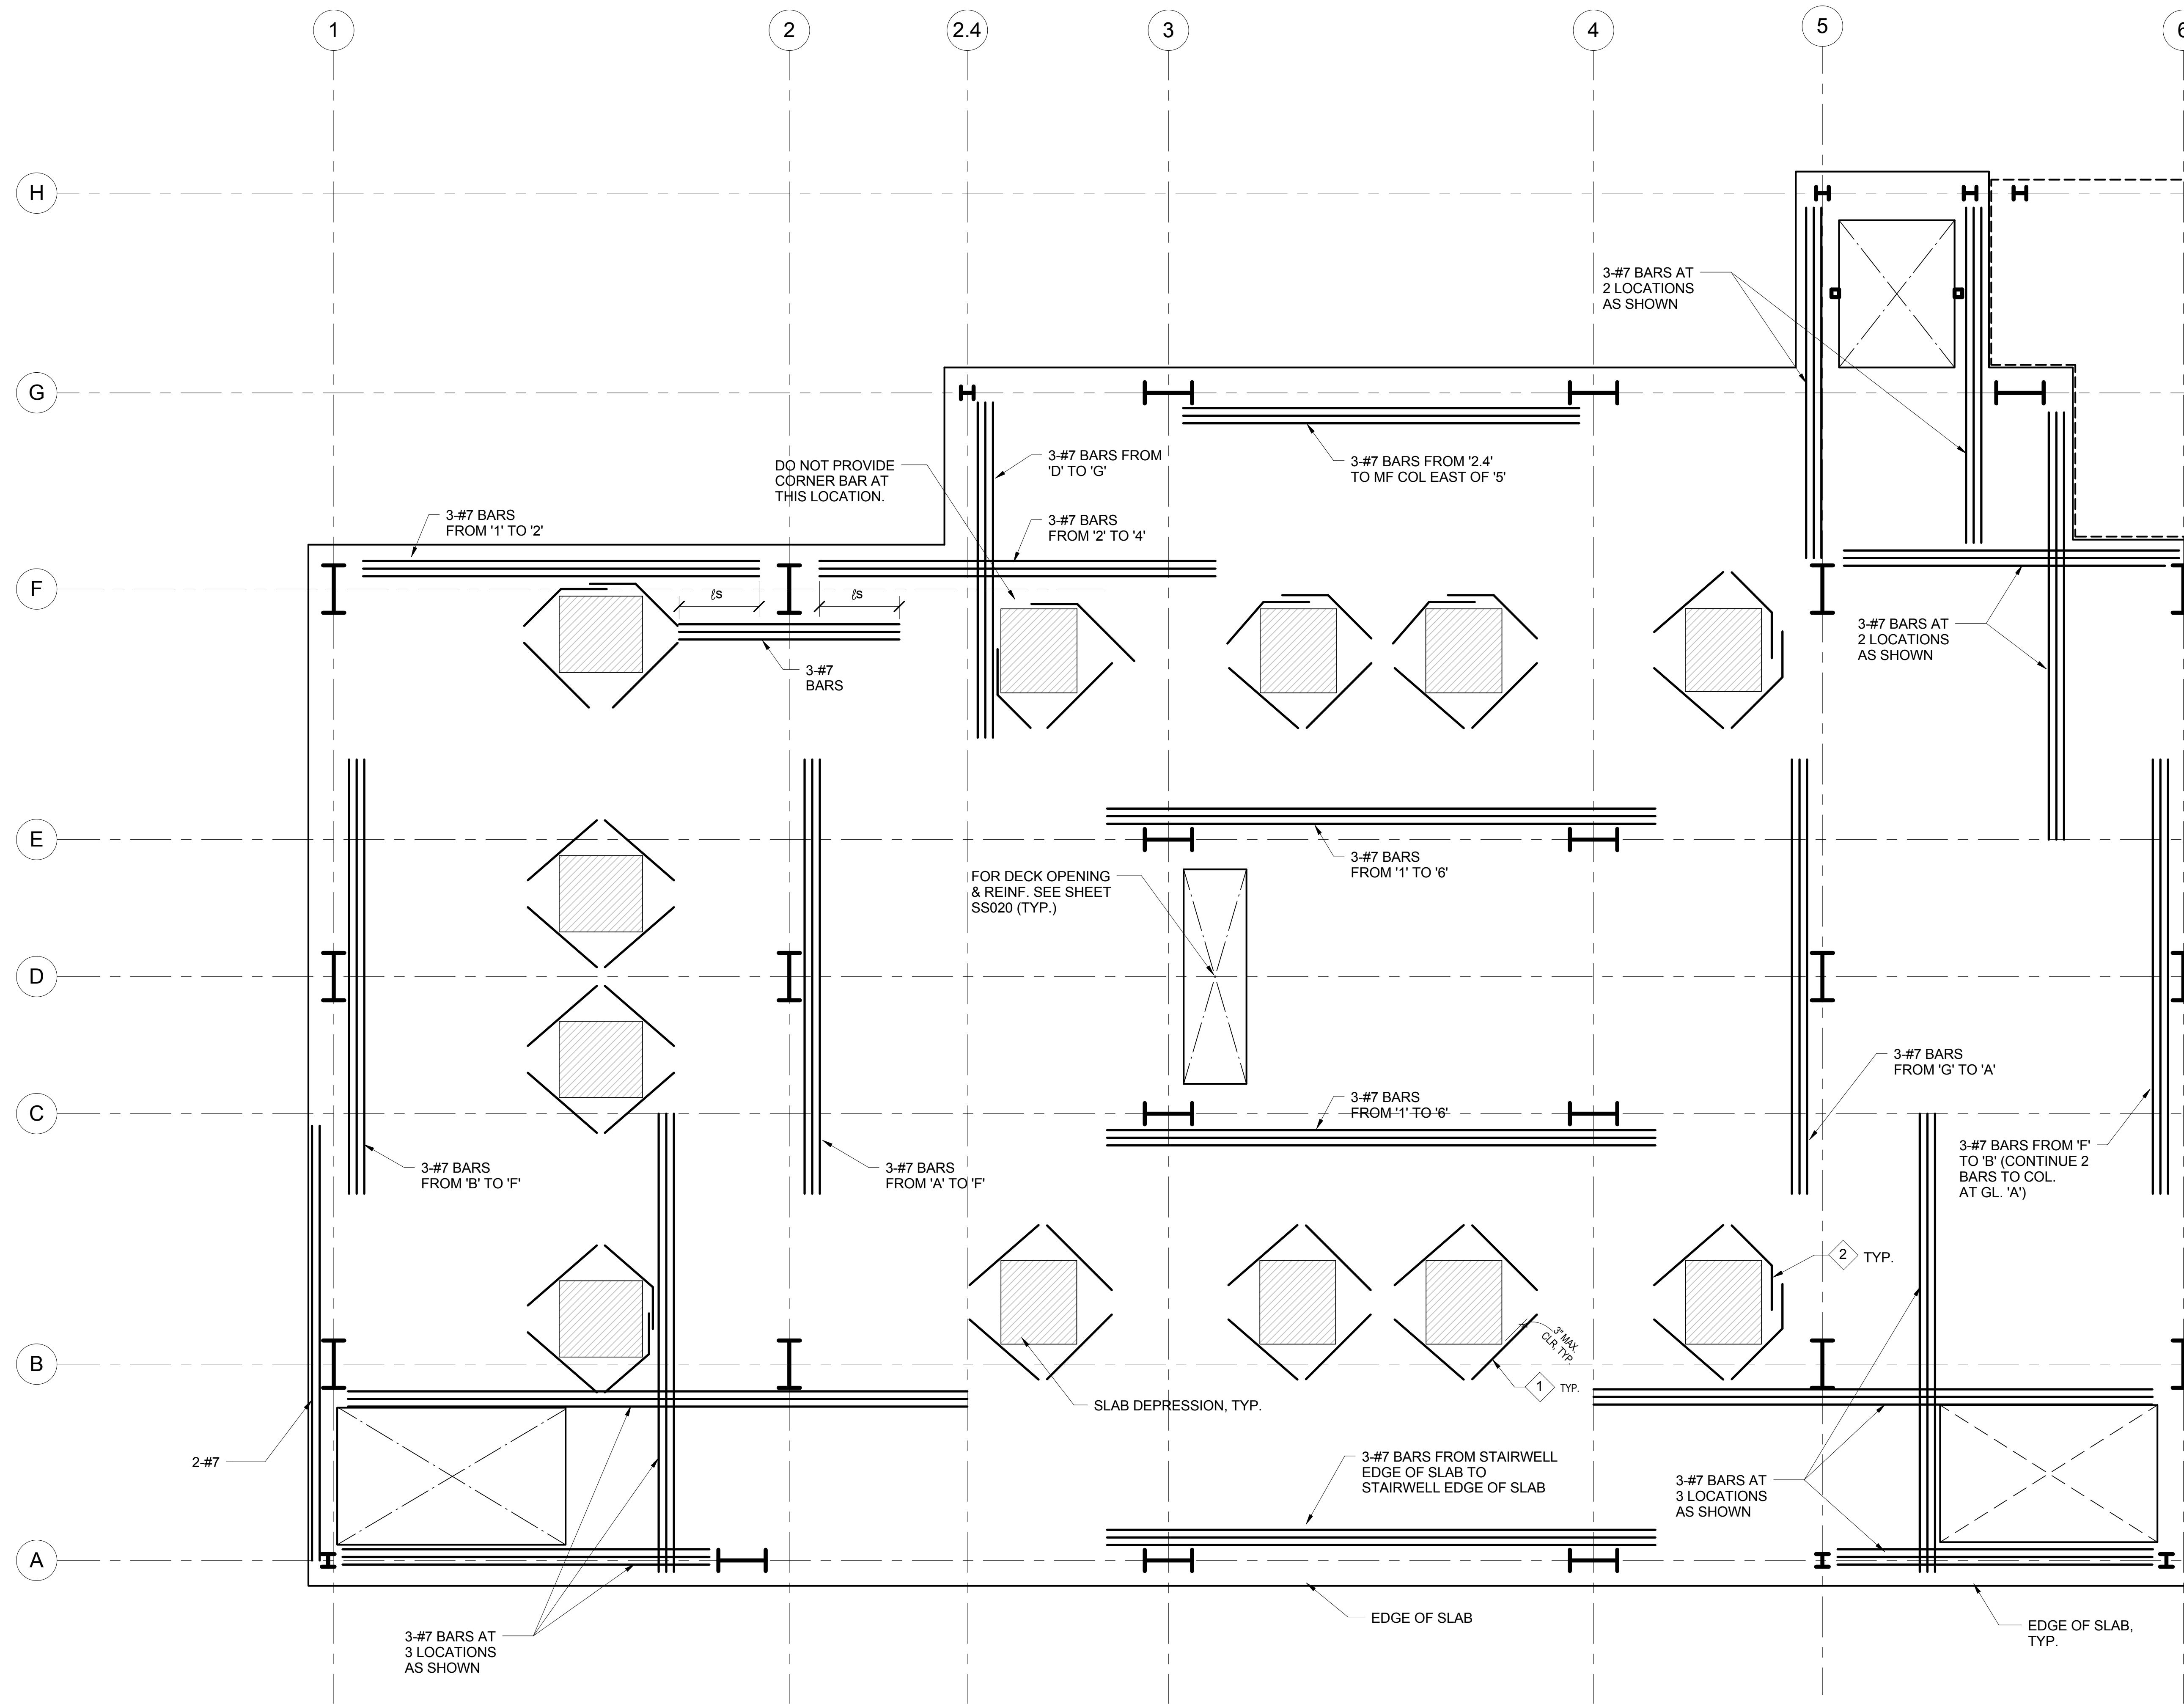 1
2
2.4
3
4
5
H
3-#7 BARS AT
2 LOCATIONS
AS SHOWN
G
DO NOT PROVIDE
CORNER BAR AT
THIS LOCATION.
3-#7 BARS FROM
'D' TO 'G'
3-#7 BARS FROM '2.4'
TO MF COL EAST OF '5'
3-#7 BARS
FROM '1' TO '2'
3-#7 BARS
FROM '2' TO '4'
F
ℓs
ℓs
3-#7
BARS
3-#7 BARS AT
2 LOCATIONS
AS SHOWN
E
3-#7 BARS
FROM '1' TO '6'
FOR DECK OPENING
& REINF. SEE SHEET
SS020 (TYP.)
D
3-#7 BARS
FROM 'G' TO 'A'
C
3-#7 BARS
FROM '1' TO '6'
3-#7 BARS
FROM 'B' TO 'F'
3-#7 BARS
FROM 'A' TO 'F'
3-#7 BARS FROM 'F'
TO 'B' (CONTINUE 2
BARS TO COL.
AT GL. 'A')
2 TYP.
B
3" MAX.
CLR, TYP
1 TYP.
SLAB DEPRESSION, TYP.
2-#7
3-#7 BARS FROM STAIRWELL
EDGE OF SLAB TO
STAIRWELL EDGE OF SLAB
3-#7 BARS AT
3 LOCATIONS
AS SHOWN
A
EDGE OF SLAB
EDGE OF SLAB,
TYP.
3-#7 BARS AT
3 LOCATIONS
AS SHOWN